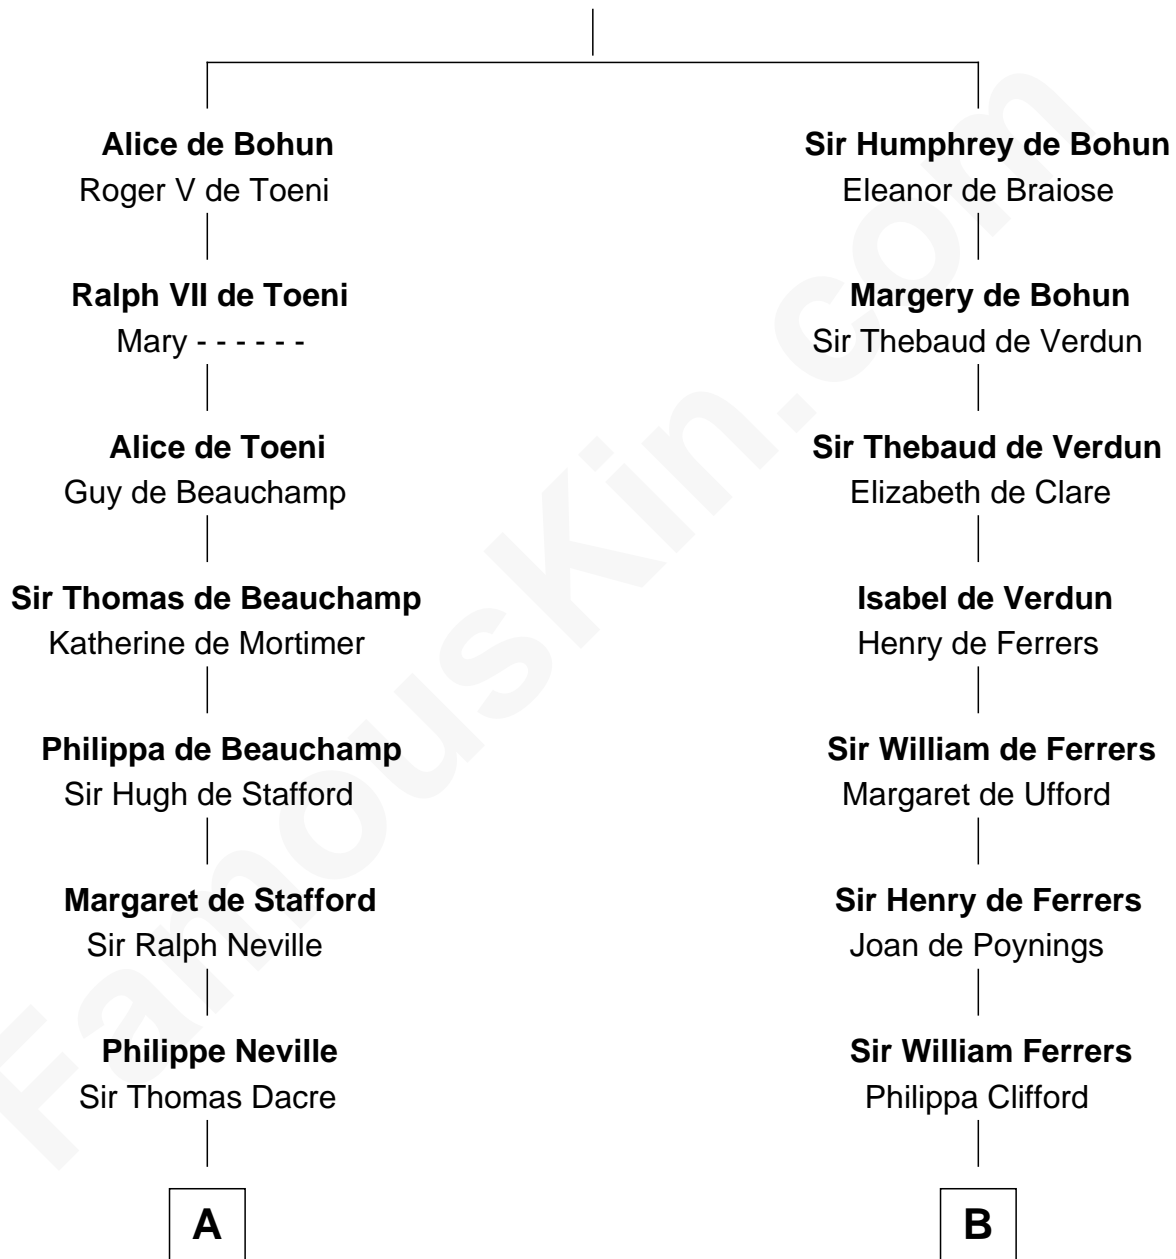 Alice de Bohun
Roger V de Toeni
Ralph VII de Toeni
Mary - - - - - -
Alice de Toeni
Guy de Beauchamp
Sir Thomas de Beauchamp
Katherine de Mortimer
Philippa de Beauchamp
Sir Hugh de Stafford
Margaret de Stafford
Sir Ralph Neville
Philippe Neville
Sir Thomas Dacre
A
Sir Humphrey de Bohun
Eleanor de Braiose
Margery de Bohun
Sir Thebaud de Verdun
Sir Thebaud de Verdun
Elizabeth de Clare
Isabel de Verdun
Henry de Ferrers
Sir William de Ferrers
Margaret de Ufford
Sir Henry de Ferrers
Joan de Poynings
Sir William Ferrers
Philippa Clifford
B
FamousKin.com